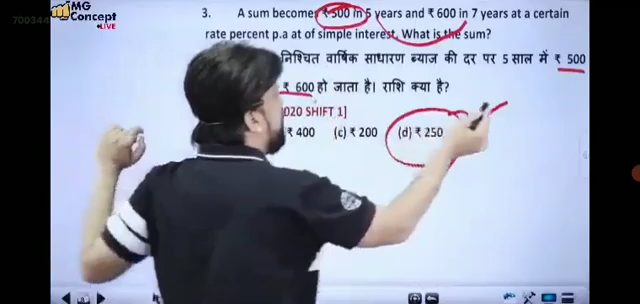 MG
Concept
LIVE
700344
3. A sum becomes ₹ 500 in 5 years and ₹ 600 in 7 years at a certain
rate percent p.a at of simple interest. What is the sum?
निश्चित वार्षिक साधारण ब्याज की दर पर 5 साल में ₹ 500
₹ 600 हो जाता है। राशि क्या है?
2020 SHIFT 1]
₹ 400 (c) ₹ 200 (d) ₹ 250